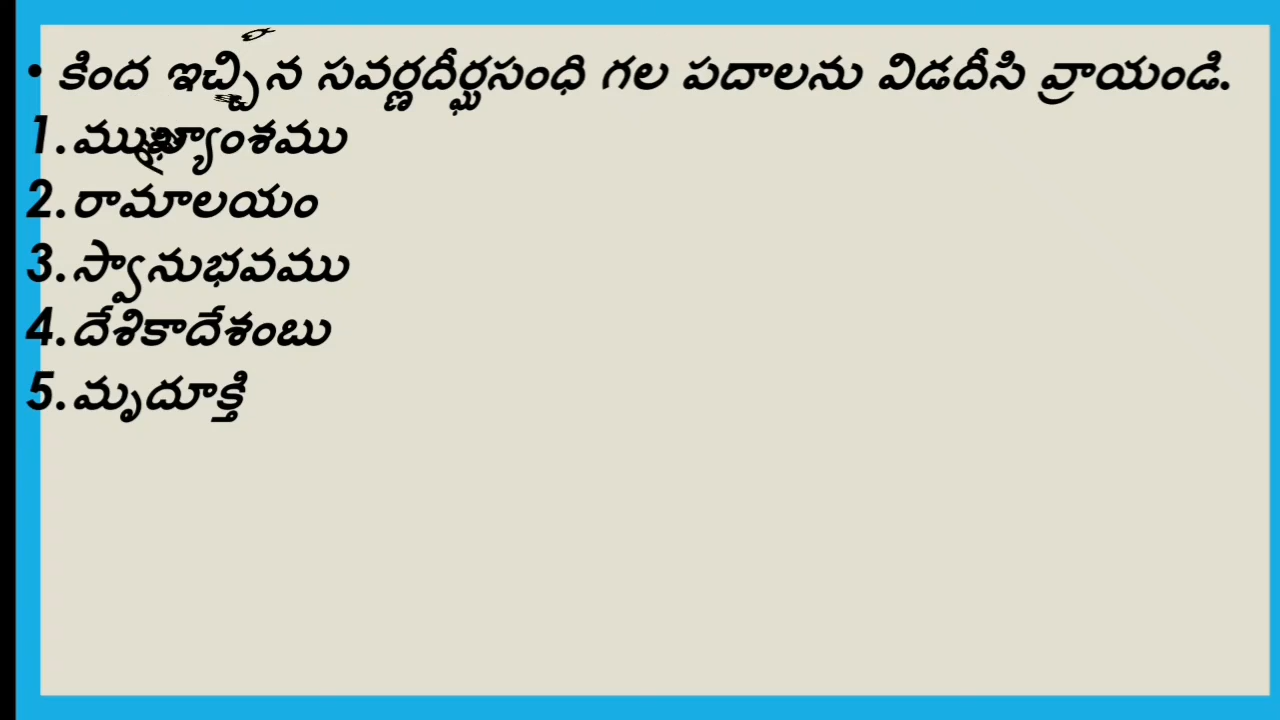 • కింద ఇచ్చిన సవర్ణదీర్ఘసంధి గల పదాలను విడదీసి వ్రాయండి.
1.ముఖ్యాంశము
2.రామాలయం
3.స్వానుభవము
4.దేశికాదేశంబు
5.మృదూక్తి